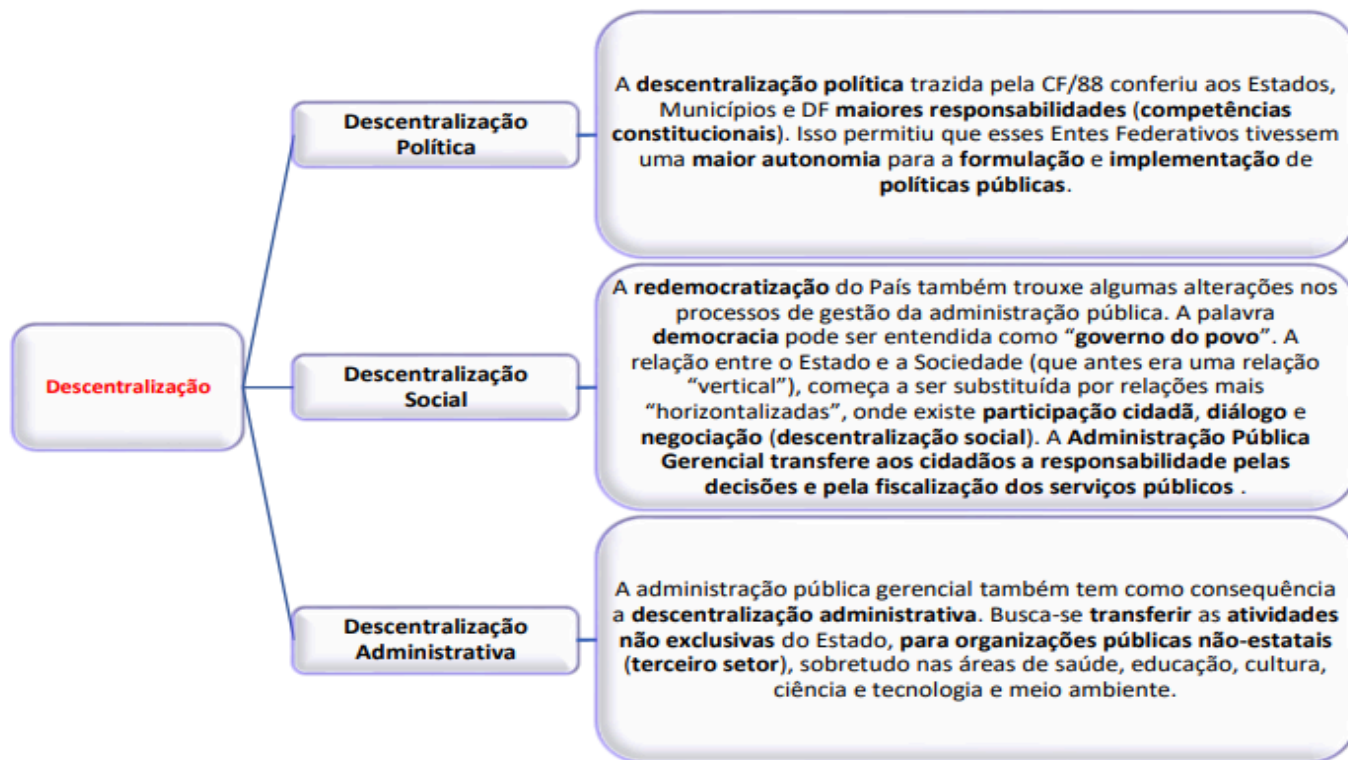 Descentralização
Descentralização
Política
A descentralização política trazida pela CF/88 conferiu aos Estados,
Municípios e DF maiores responsabilidades (competências
constitucionais). Isso permitiu que esses Entes Federativos tivessem
uma maior autonomia para a formulação e implementação de
políticas públicas.
Descentralização
Social
A redemocratização do País também trouxe algumas alterações nos
processos de gestão da administração pública. A palavra
democracia pode ser entendida como “governo do povo”. A
relação entre o Estado e a Sociedade (que antes era uma relação
“vertical”), começa a ser substituída por relações mais
“horizontalizadas”, onde existe participação cidadã, diálogo e
negociação (descentralização social). A Administração Pública
Gerencial transfere aos cidadãos a responsabilidade pelas
decisões e pela fiscalização dos serviços públicos .
Descentralização
Administrativa
A administração pública gerencial também tem como consequência
a descentralização administrativa. Busca-se transferir as atividades
não exclusivas do Estado, para organizações públicas não-estatais
(terceiro setor), sobretudo nas áreas de saúde, educação, cultura,
ciência e tecnologia e meio ambiente.